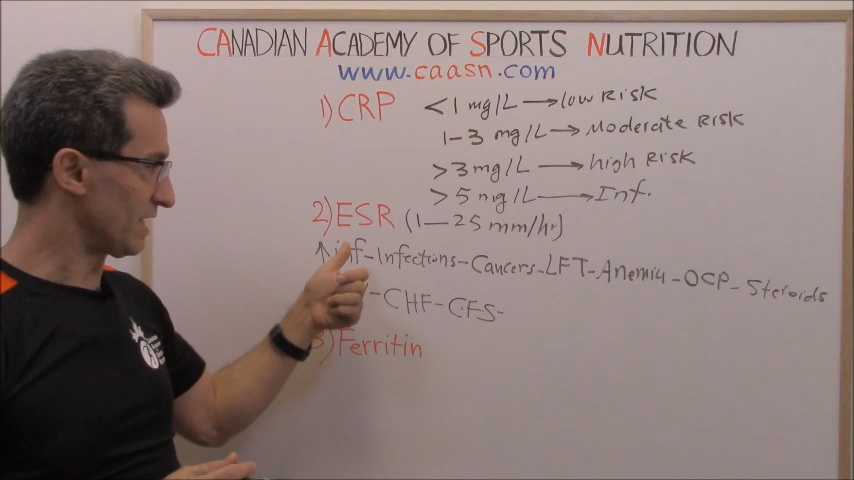 CANADIAN ACADEMY OF SPORTS NUTRITION
www.caasn.com
1) CRP <1 mg/L → low Risk
1-3 mg/L → Moderate Risk
>3 mg/L → high Risk
>5 mg/L → Inf.
2) ESR (1—25 mm/hr)
↑ inf - Infections - Cancers - LFT - Anemia - OCP - Steroids
- CHF - CFS -
3) Ferritin